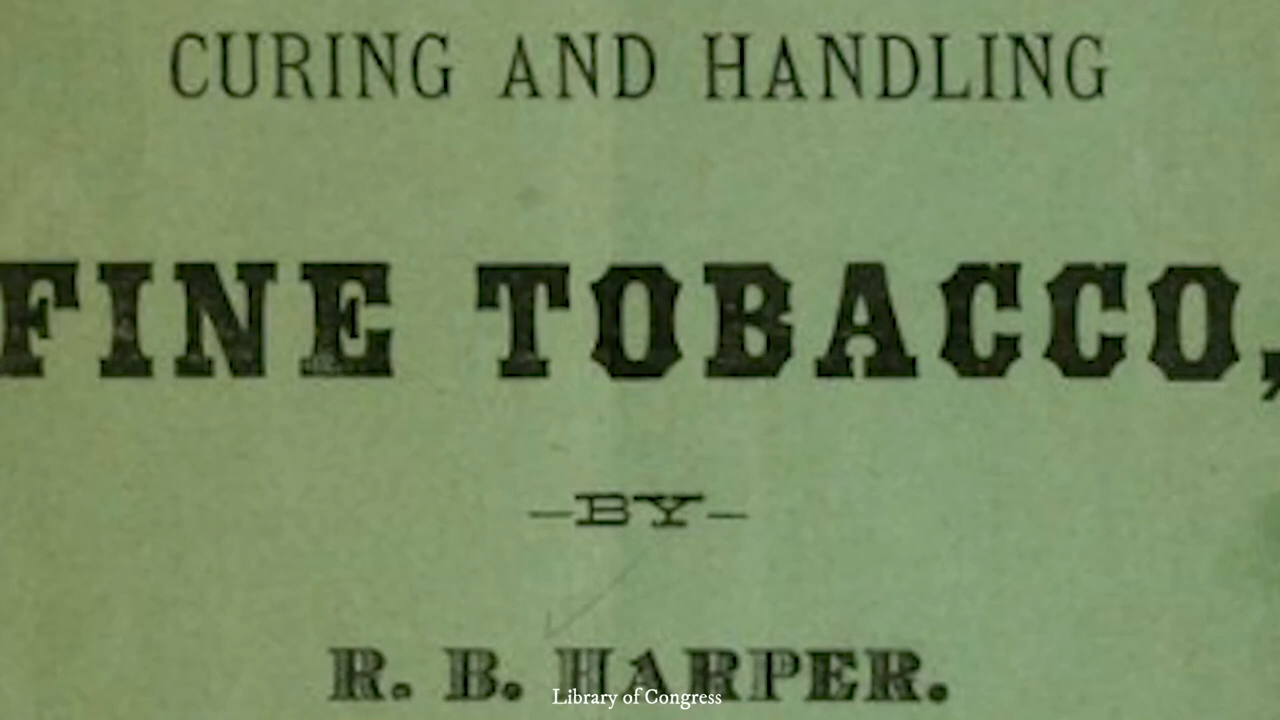 CURING AND HANDLING
FINE TOBACCO,
—BY—
R. B. HARPER.
Library of Congress